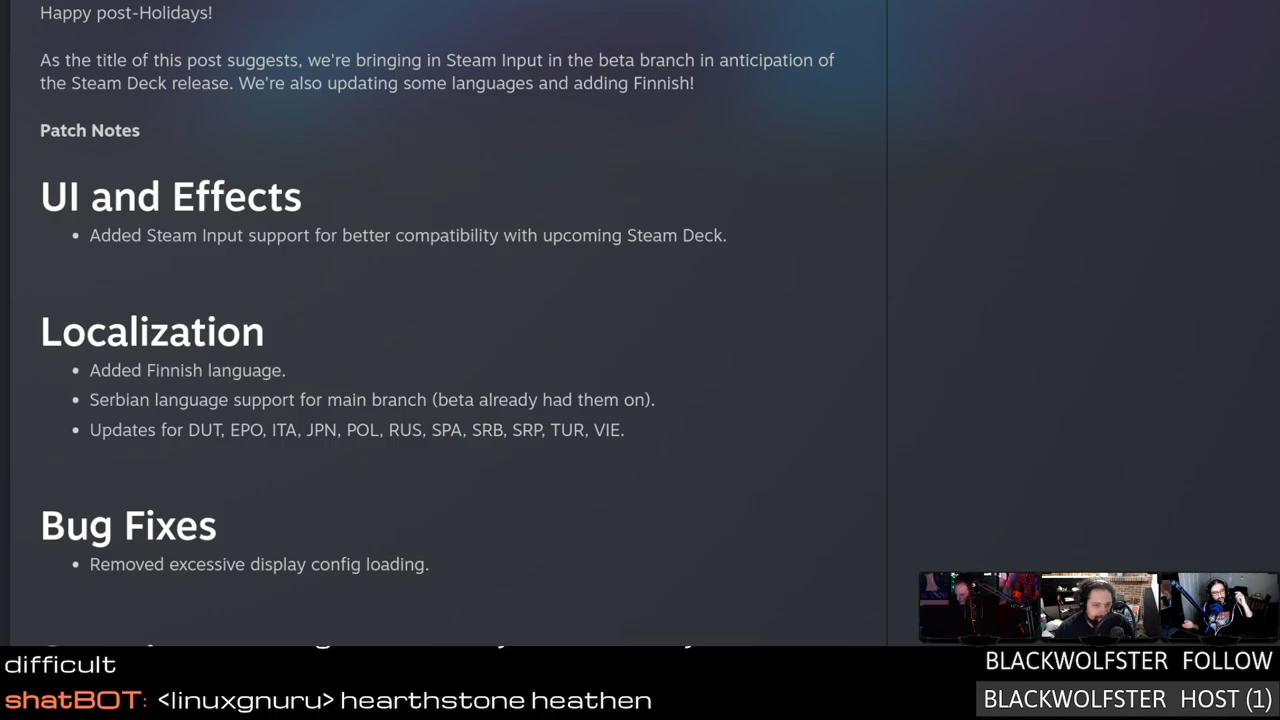 Happy post-Holidays!
As the title of this post suggests, we're bringing in Steam Input in the beta branch in anticipation of
the Steam Deck release. We're also updating some languages and adding Finnish!
Patch Notes
UI and Effects
• Added Steam Input support for better compatibility with upcoming Steam Deck.
Localization
• Added Finnish language.
• Serbian language support for main branch (beta already had them on).
• Updates for DUT, EPO, ITA, JPN, POL, RUS, SPA, SRB, SRP, TUR, VIE.
Bug Fixes
• Removed excessive display config loading.
difficult
shatBOT: <linuxgnuru> hearthstone heathen
BLACKWOLFSTER FOLLOW
BLACKWOLFSTER HOST (1)